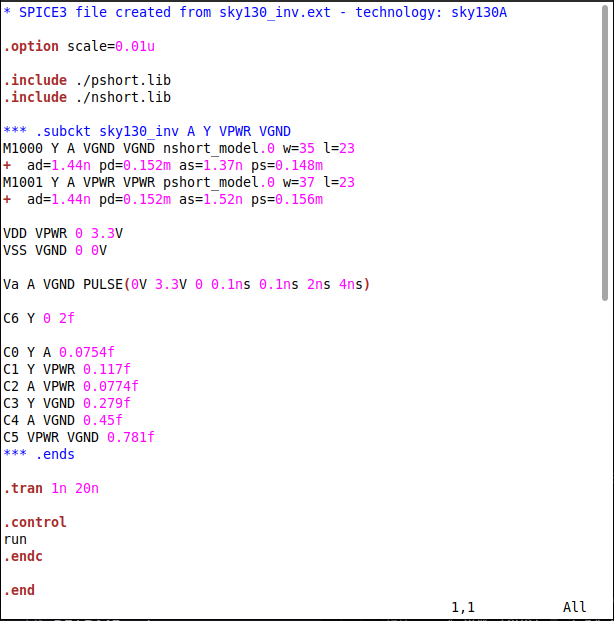 * SPICE3 file created from sky130_inv.ext - technology: sky130A
.option scale=0.01u
.include ./pshort.lib
.include ./nshort.lib
*** .subckt sky130_inv A Y VPWR VGND
M1000 Y A VGND VGND nshort_model.0 w=35 l=23
+  ad=1.44n pd=0.152m as=1.37n ps=0.148m
M1001 Y A VPWR VPWR pshort_model.0 w=37 l=23
+  ad=1.44n pd=0.152m as=1.52n ps=0.156m
VDD VPWR 0 3.3V
VSS VGND 0 0V
Va A VGND PULSE(0V 3.3V 0 0.1ns 0.1ns 2ns 4ns)
C6 Y 0 2f
C0 Y A 0.0754f
C1 Y VPWR 0.117f
C2 A VPWR 0.0774f
C3 Y VGND 0.279f
C4 A VGND 0.45f
C5 VPWR VGND 0.781f
*** .ends
.tran 1n 20n
.control
run
.endc
.end
1,1 All